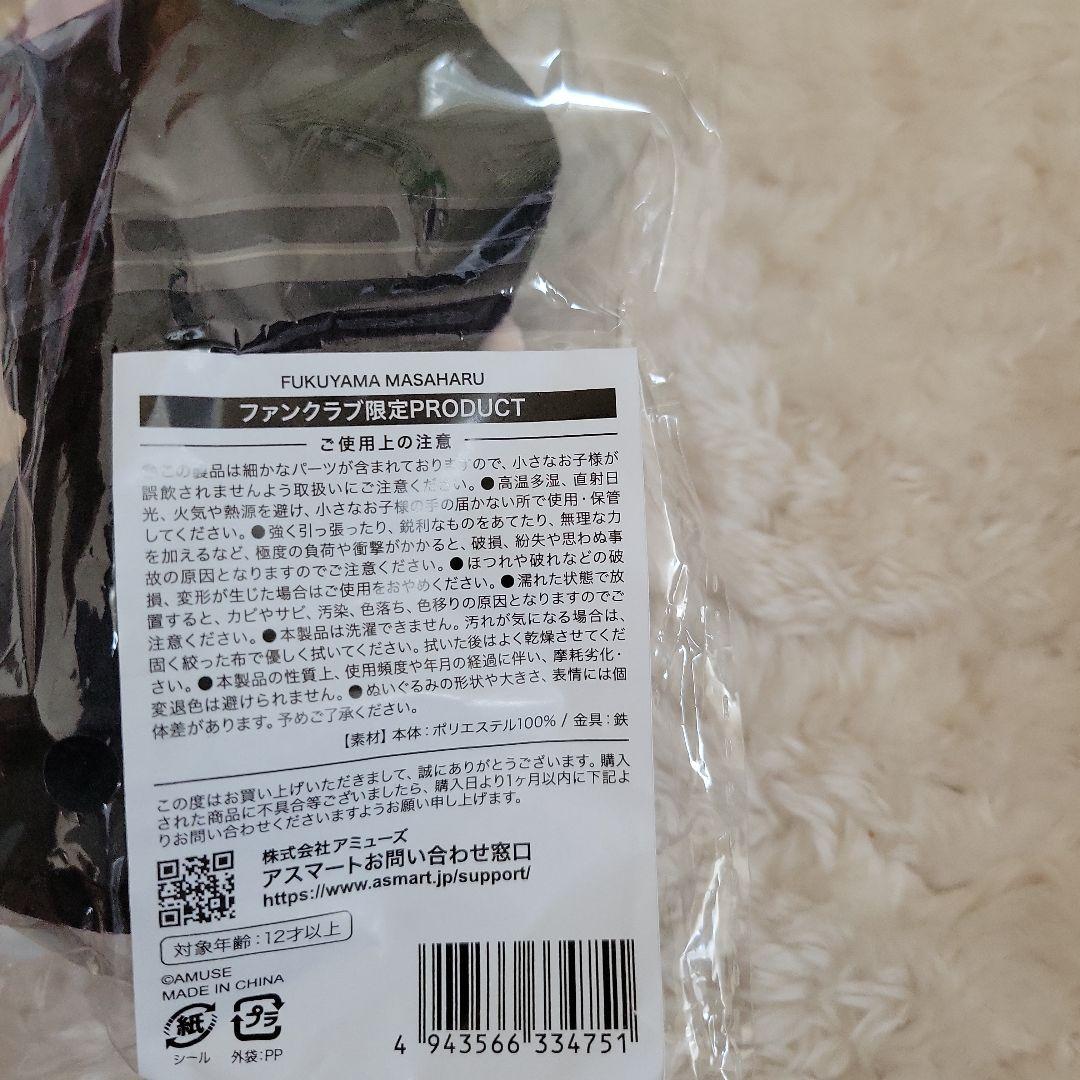 FUKUYAMA MASAHARU
ファンクラブ限定PRODUCT
ご使用上の注意
●この製品は細かなパーツが含まれておりますので、小さなお子様が
誤飲されませんよう取扱いにご注意ください。●高温多湿、直射日
光、火気や熱源を避け、小さなお子様の手の届かない所で使用・保管
してください。●強く引っ張ったり、鋭利なものをあてたり、無理な力
を加えるなど、極度の負荷や衝撃がかかると、破損、紛失や思わぬ事
故の原因となりますのでご注意ください。●ほつれや破れなどの破
損、変形が生じた場合はご使用をおやめください。●濡れた状態で放
置すると、カビやサビ、汚染、色落ち、色移りの原因となりますのでご
注意ください。●本製品は洗濯できません。汚れが気になる場合は、
固く絞った布で優しく拭いてください。拭いた後はよく乾燥させてくだ
さい。●本製品の性質上、使用頻度や年月の経過に伴い、摩耗劣化・
変退色は避けられません。●ぬいぐるみの形状や大きさ、表情には個
体差があります。予めご了承ください。
【素材】本体:ポリエステル100% / 金具:鉄
この度はお買い上げいただきまして、誠にありがとうございます。購入
された商品に不具合等ございましたら、購入日より1ヶ月以内に下記よ
りお問い合わせくださいますようお願い申し上げます。
株式会社アミューズ
アスマートお問い合わせ窓口
https://www.asmart.jp/support/
対象年齢:12才以上
©AMUSE
MADE IN CHINA
紙
プラ
シール
外袋:PP
4 943566 334751